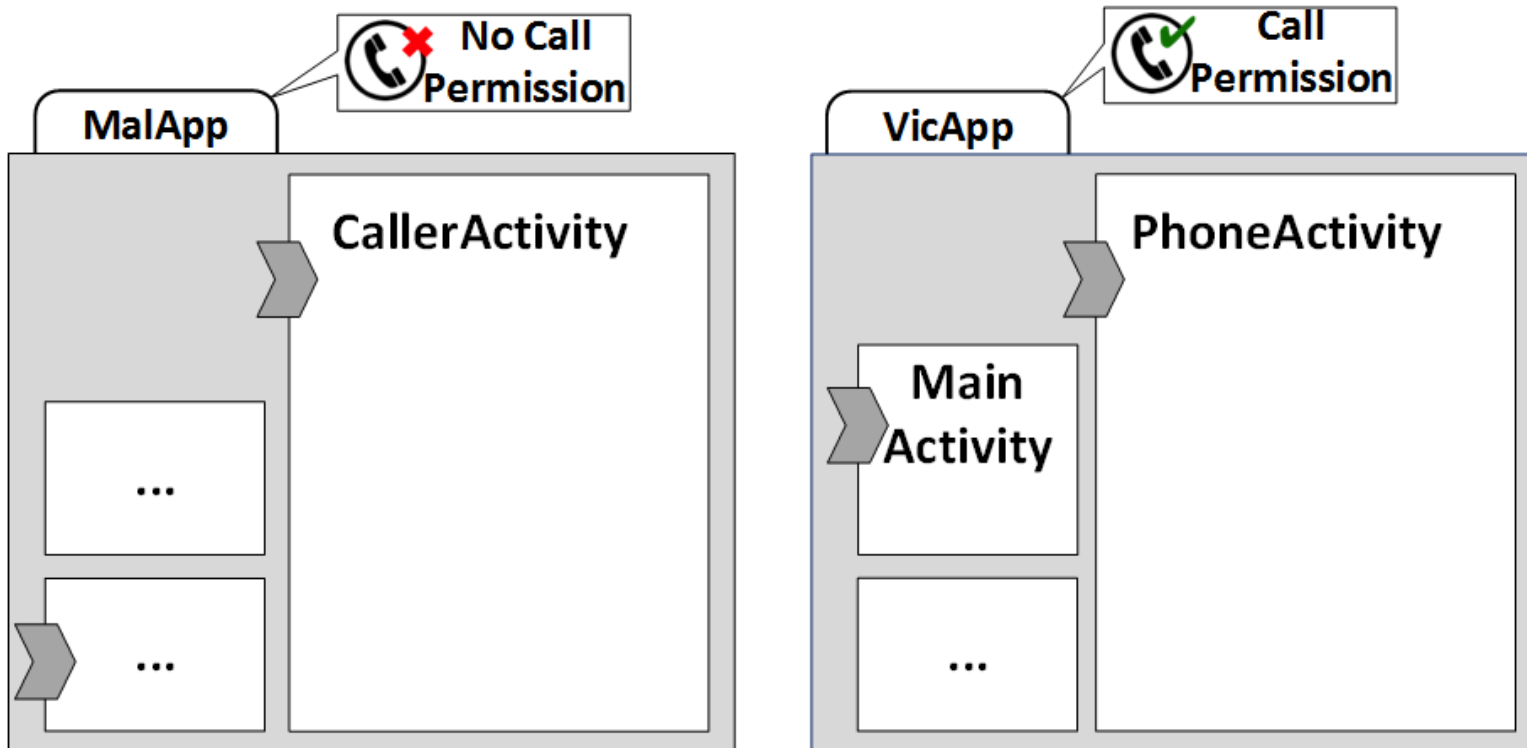 No Call
Permission
MalApp
CallerActivity
...
...
Call
Permission
VicApp
PhoneActivity
Main
Activity
...